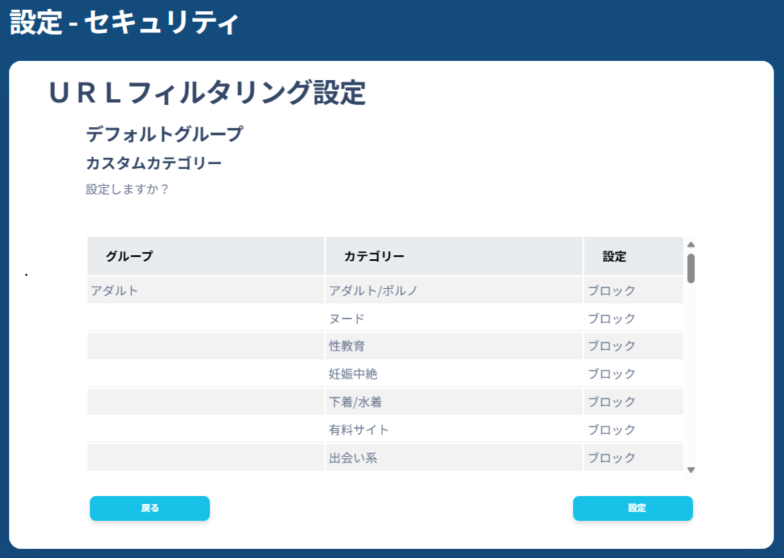 設定 - セキュリティ
ＵＲＬフィルタリング設定
デフォルトグループ
カスタムカテゴリー
設定しますか？
グループ カテゴリー 設定
アダルト アダルト/ポルノ ブロック
ヌード ブロック
性教育 ブロック
妊娠中絶 ブロック
下着/水着 ブロック
有料サイト ブロック
出会い系 ブロック
戻る 設定